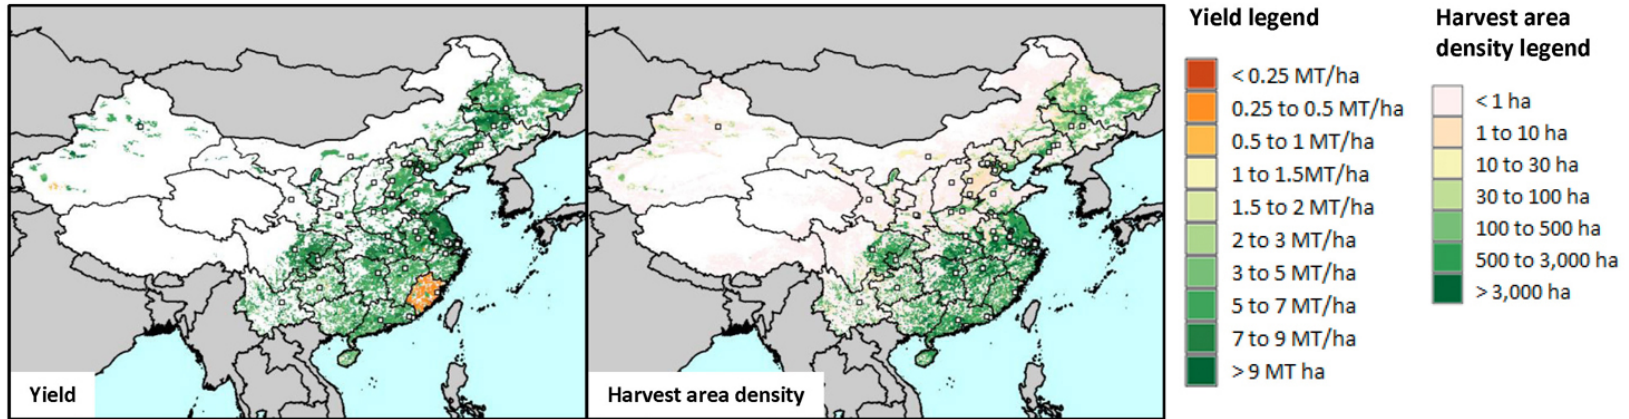 Yield
Harvest area density
Yield legend
< 0.25 MT/ha
0.25 to 0.5 MT/ha
0.5 to 1 MT/ha
1 to 1.5MT/ha
1.5 to 2 MT/ha
2 to 3 MT/ha
3 to 5 MT/ha
5 to 7 MT/ha
7 to 9 MT/ha
> 9 MT ha
Harvest area
density legend
< 1 ha
1 to 10 ha
10 to 30 ha
30 to 100 ha
100 to 500 ha
500 to 3,000 ha
> 3,000 ha